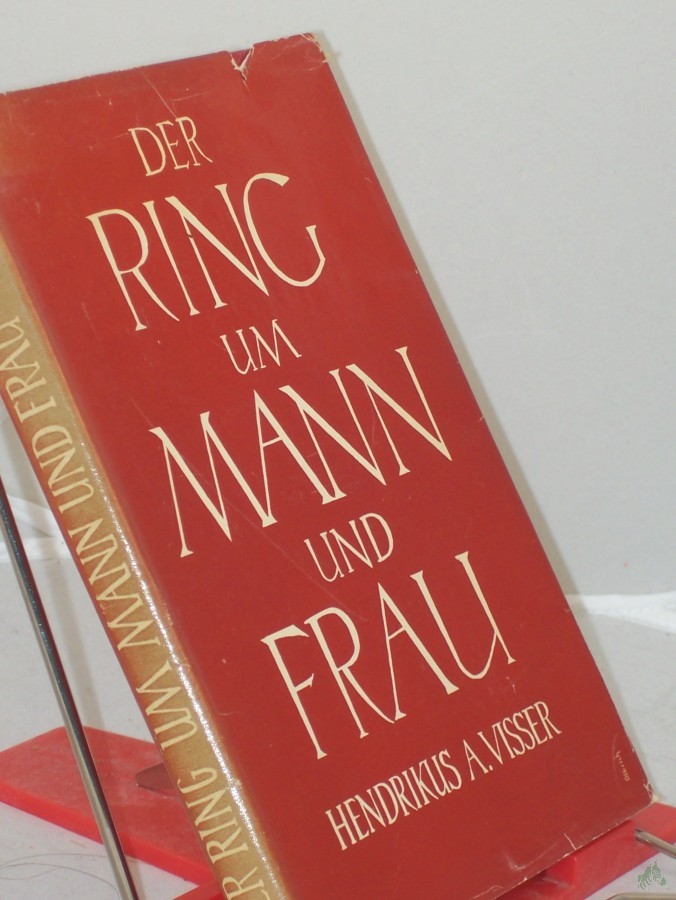 DER
RING
UM
MANN
UND
FRAU
HENDRIKUS A. VISSER
RING UM MANN UND FRAU